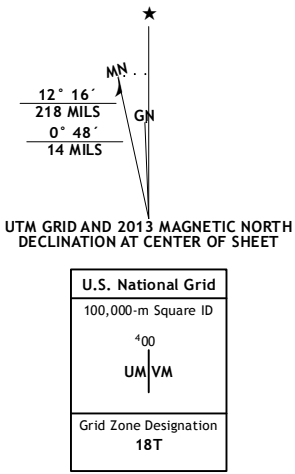 ★
MN
12° 16´
218 MILS
GN
0° 48´
14 MILS
UTM GRID AND 2013 MAGNETIC NORTH
DECLINATION AT CENTER OF SHEET
U.S. National Grid
100,000-m Square ID
⁴00
UM VM
Grid Zone Designation
18T